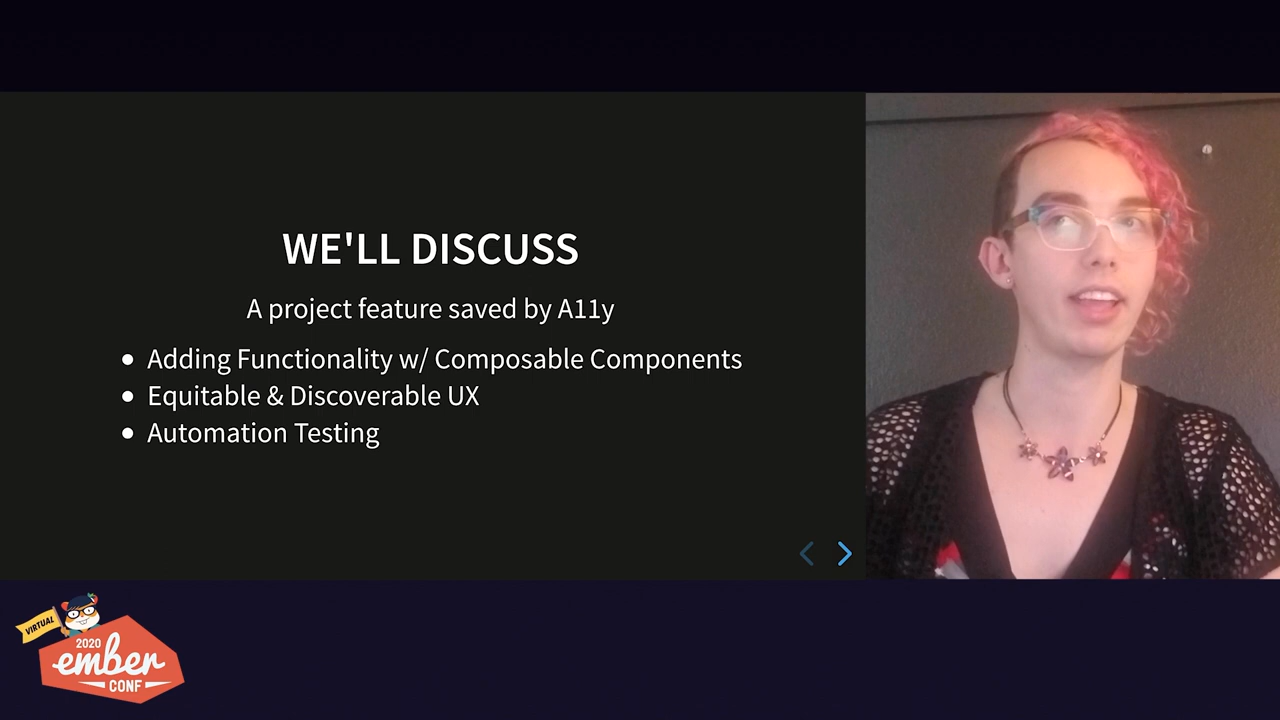 WE'LL DISCUSS
A project feature saved by A11y
Adding Functionality w/ Composable Components
Equitable & Discoverable UX
Automation Testing
VIRTUAL
2020
ember
CONF